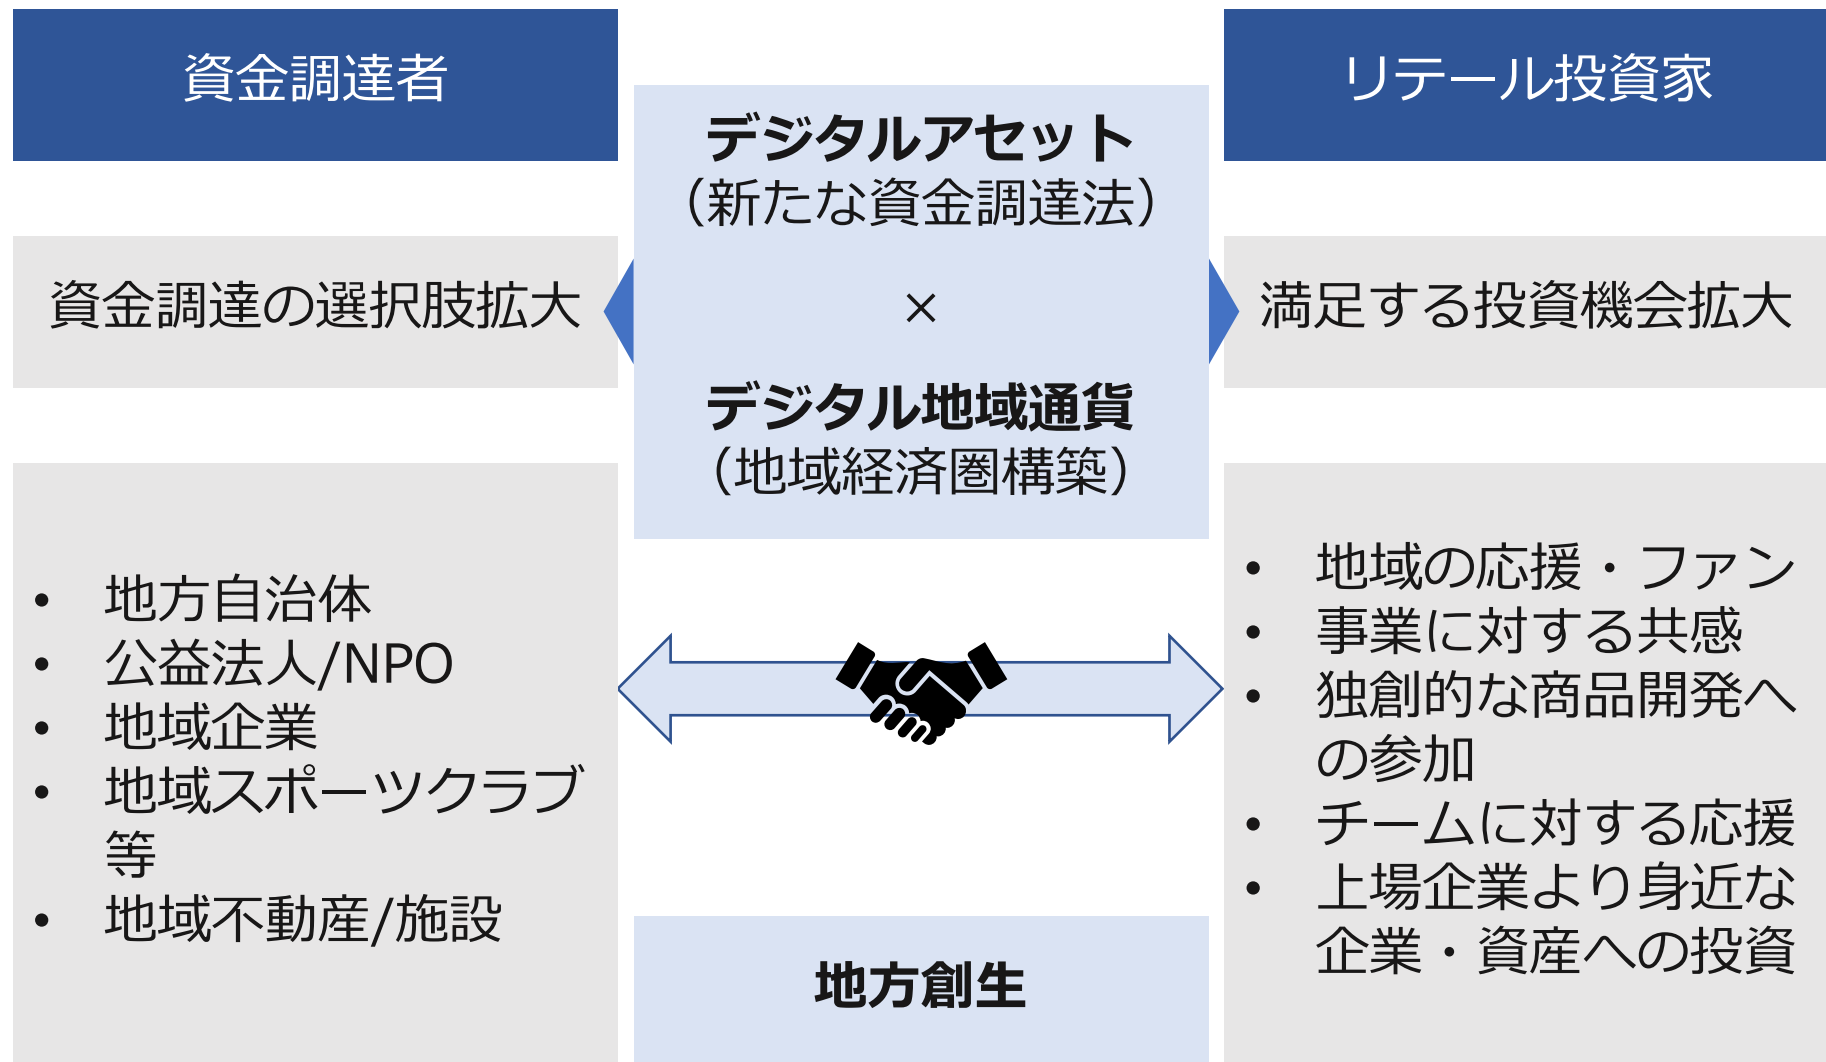 資金調達者
資金調達の選択肢拡大
• 地方自治体
• 公益法人/NPO
• 地域企業
• 地域スポーツクラブ
等
• 地域不動産/施設
デジタルアセット
（新たな資金調達法）
×
デジタル地域通貨
（地域経済圏構築）
地方創生
リテール投資家
満足する投資機会拡大
• 地域の応援・ファン
• 事業に対する共感
• 独創的な商品開発へ
の参加
• チームに対する応援
• 上場企業より身近な
企業・資産への投資